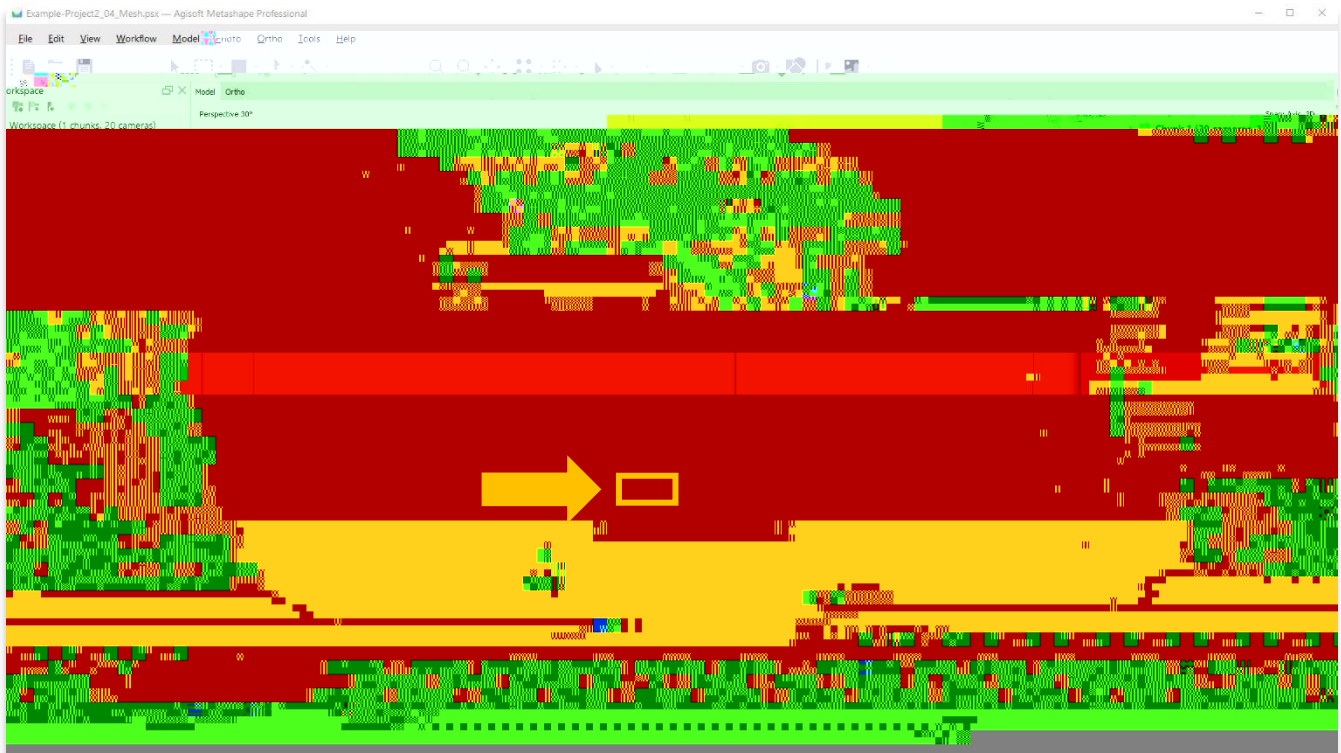 Example-Project2_04_Mesh.psx — Agisoft Metashape Professional
File Edit View Workflow Model Ortho Tools Help
orkspace
Model Ortho
Perspective 30°
Workspace (1 chunks, 20 cameras)